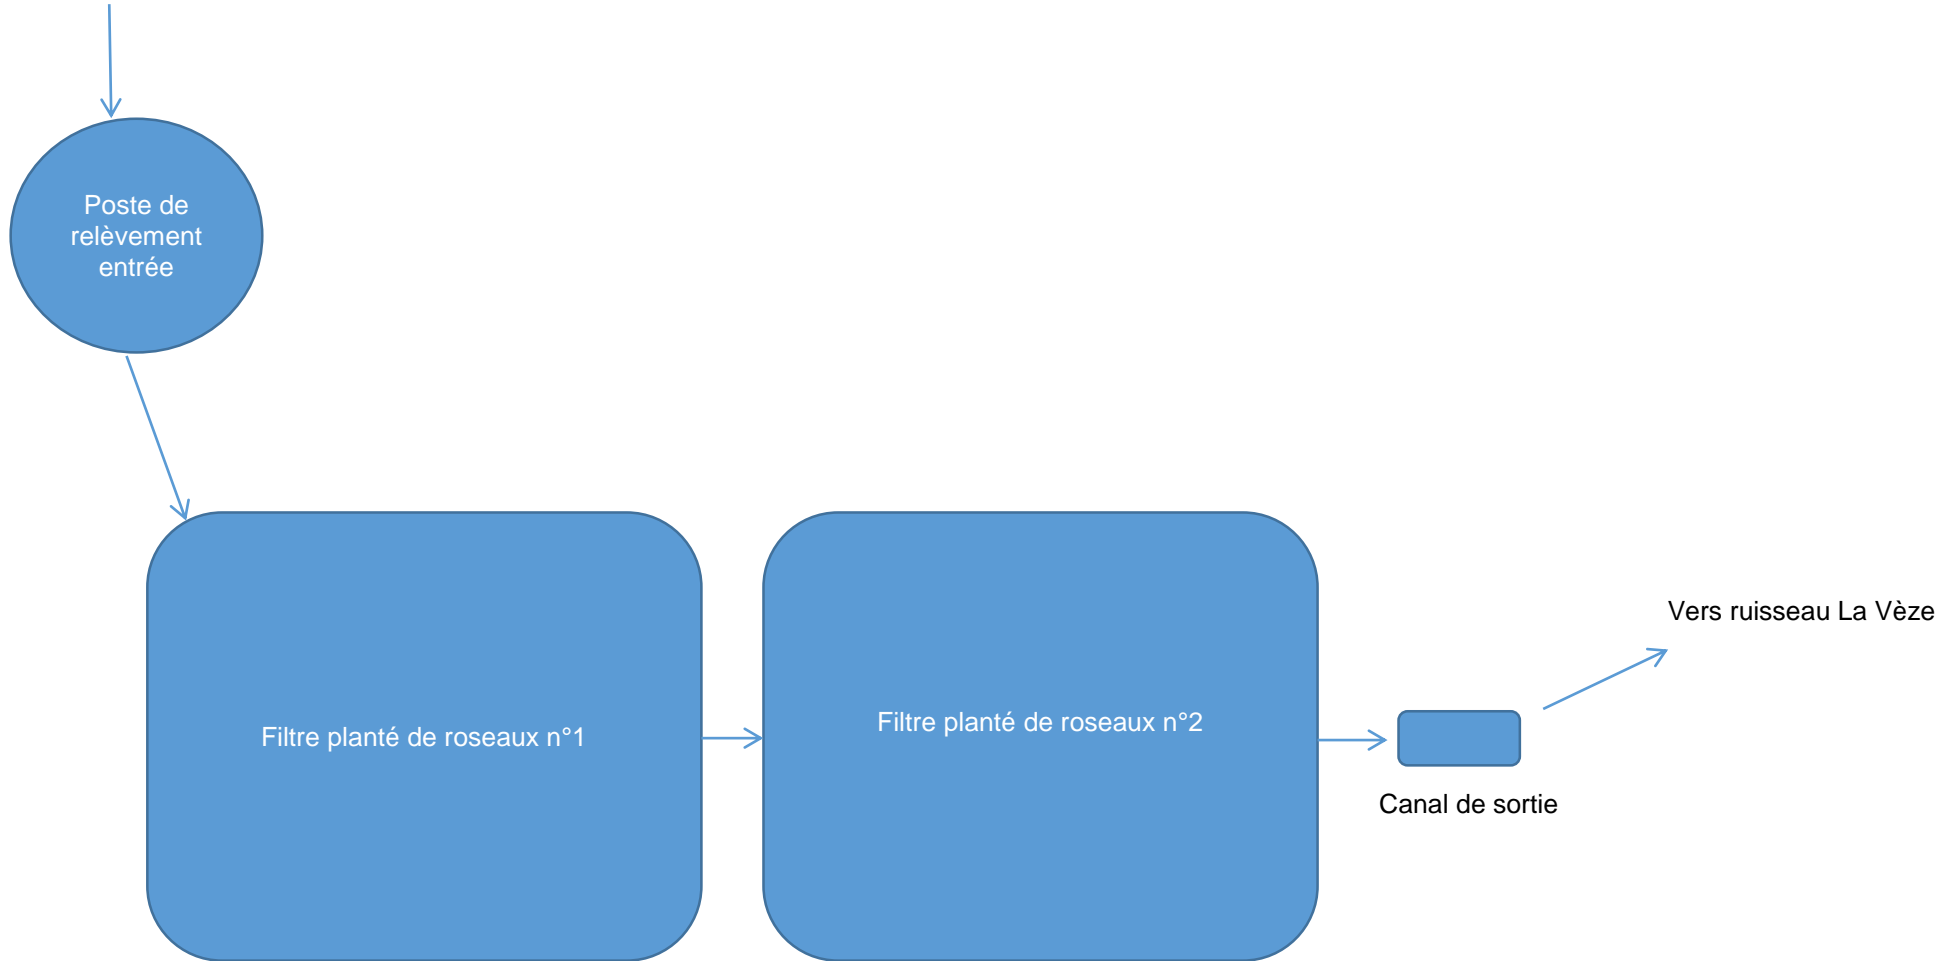 Poste de
relèvement
entrée
Filtre planté de roseaux n°1
Filtre planté de roseaux n°2
Vers ruisseau La Vèze
Canal de sortie